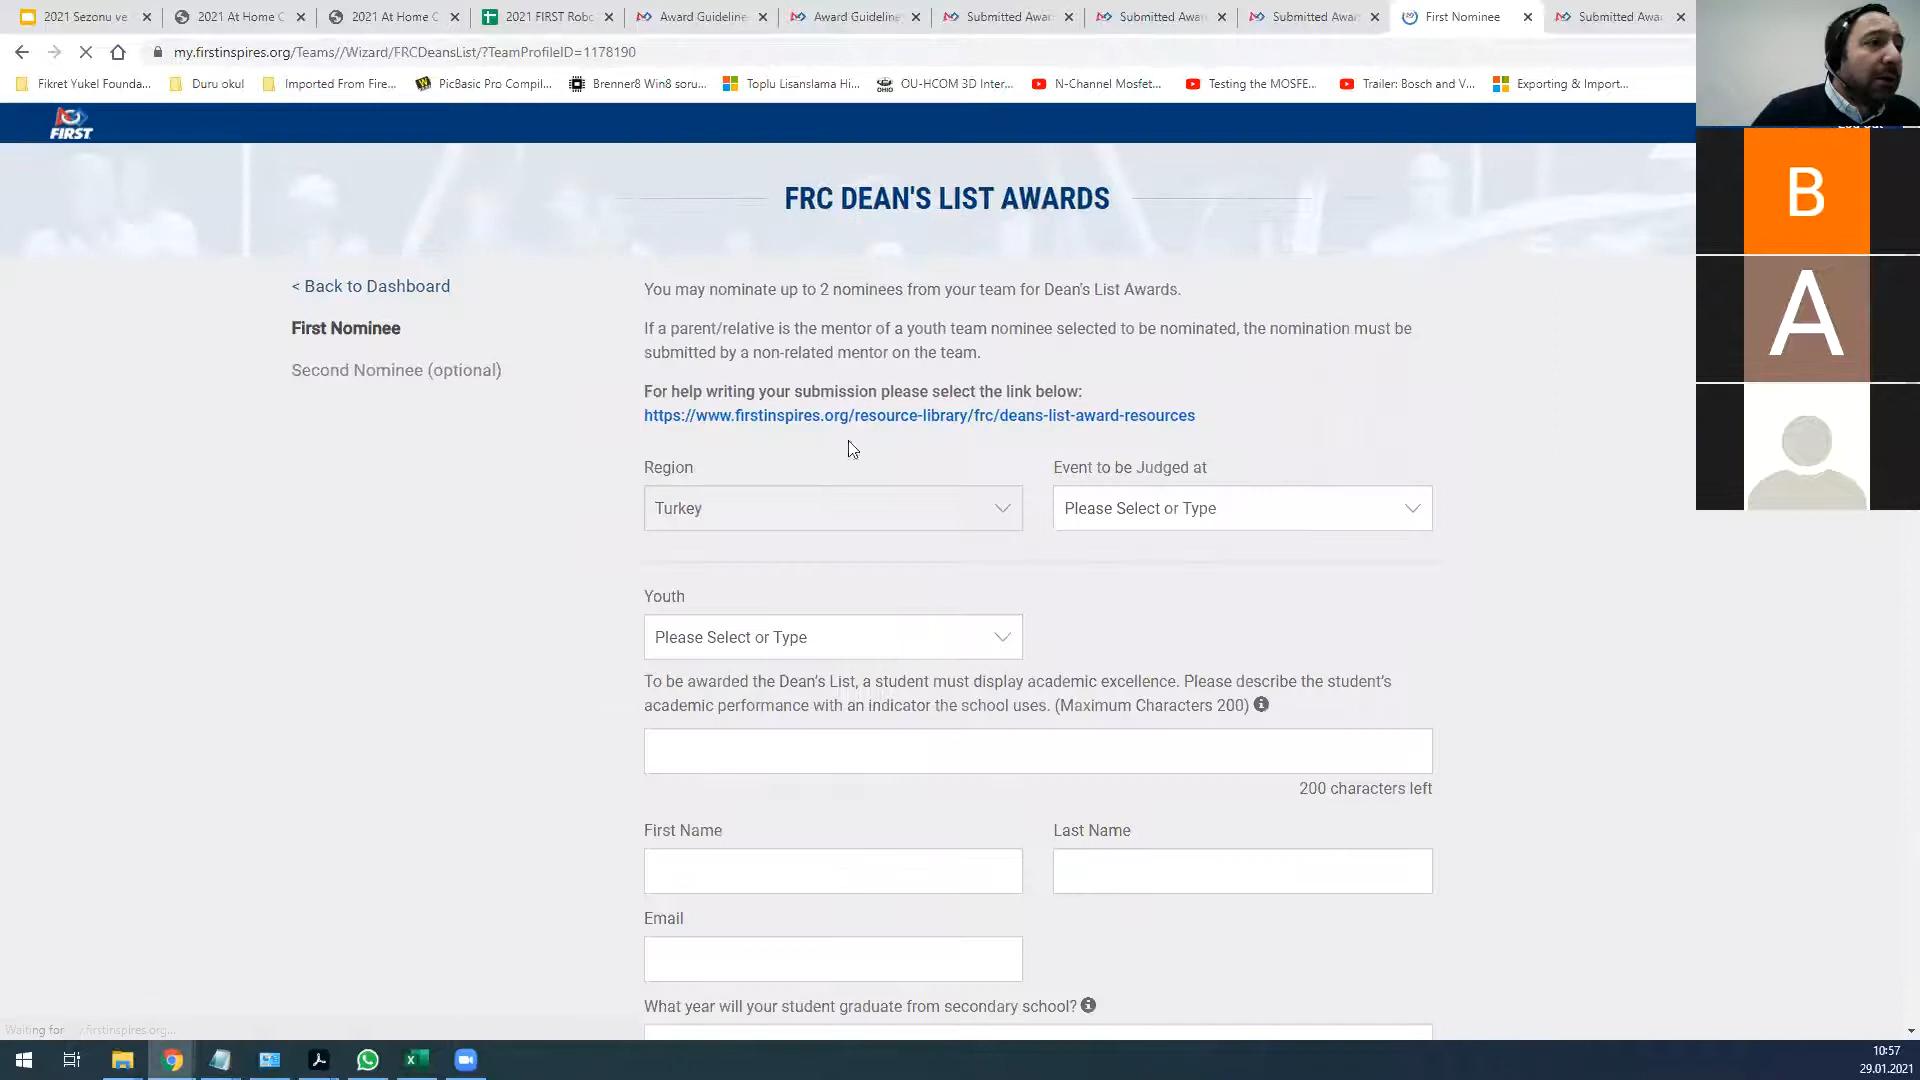 2021 Sezonu ve
2021 At Home C
2021 At Home C
2021 FIRST Robo
Award Guideline
Award Guideline
Submitted Awar
Submitted Awar
Submitted Awar
First Nominee
Submitted Awar
my.firstinspires.org/Teams//Wizard/FRCDeansList/?TeamProfileID=1178190
Fikret Yukel Founda...
Duru okul
Imported From Fire...
PicBasic Pro Compil...
Brenner8 Win8 soru...
Toplu Lisanslama Hi...
OU-HCOM 3D Inter...
N-Channel Mosfet...
Testing the MOSFE...
Trailer: Bosch and V...
Exporting & Import...
FIRST
Log Out
FRC DEAN'S LIST AWARDS
B
A
< Back to Dashboard
First Nominee
Second Nominee (optional)
You may nominate up to 2 nominees from your team for Dean's List Awards.
If a parent/relative is the mentor of a youth team nominee selected to be nominated, the nomination must be
submitted by a non-related mentor on the team.
For help writing your submission please select the link below:
https://www.firstinspires.org/resource-library/frc/deans-list-award-resources
Region
Event to be Judged at
Turkey
Please Select or Type
Youth
Please Select or Type
To be awarded the Dean's List, a student must display academic excellence. Please describe the student's
academic performance with an indicator the school uses. (Maximum Characters 200)
200 characters left
First Name
Last Name
Email
What year will your student graduate from secondary school?
Waiting for my.firstinspires.org...
10:57
29.01.2021